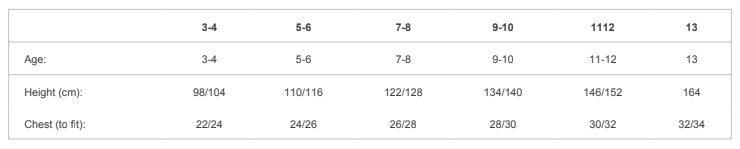 3-4 5-6 7-8 9-10 1112 13
Age: 3-4 5-6 7-8 9-10 11-12 13
Height (cm): 98/104 110/116 122/128 134/140 146/152 164
Chest (to fit): 22/24 24/26 26/28 28/30 30/32 32/34